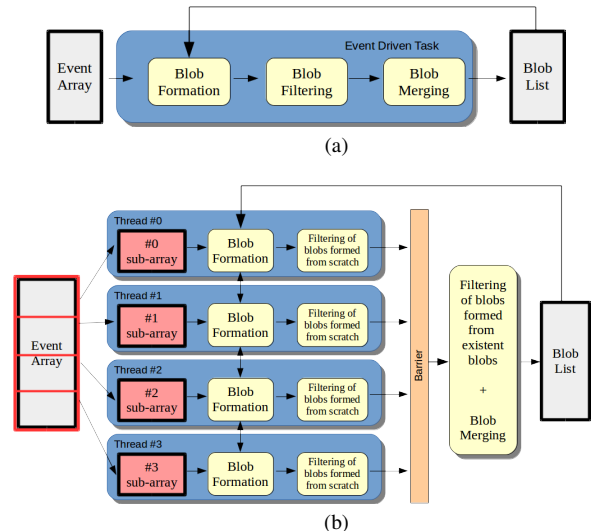 Event Driven Task
Event
Array
Blob
Formation
Blob
Filtering
Blob
Merging
Blob
List
(a)
Thread #0
#0
sub-array
Blob
Formation
Filtering of
blobs formed
from scratch
Thread #1
#1
sub-array
Blob
Formation
Filtering of
blobs formed
from scratch
Event
Array
Thread #2
#2
sub-array
Blob
Formation
Filtering of
blobs formed
from scratch
Thread #3
#3
sub-array
Blob
Formation
Filtering of
blobs formed
from scratch
Barrier
Filtering
of blobs
formed
from
existent
blobs
+
Blob
Merging
Blob
List
(b)